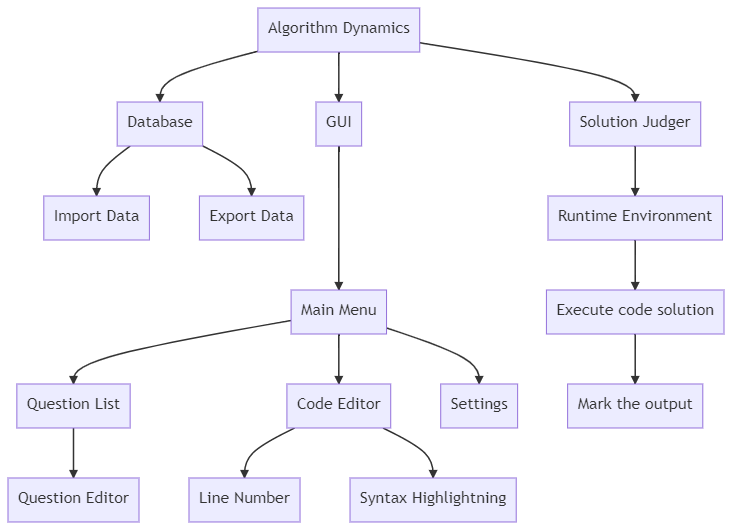 Algorithm Dynamics
Database
GUI
Solution Judger
Import Data
Export Data
Runtime Environment
Main Menu
Execute code solution
Question List
Code Editor
Settings
Mark the output
Question Editor
Line Number
Syntax Highlightning